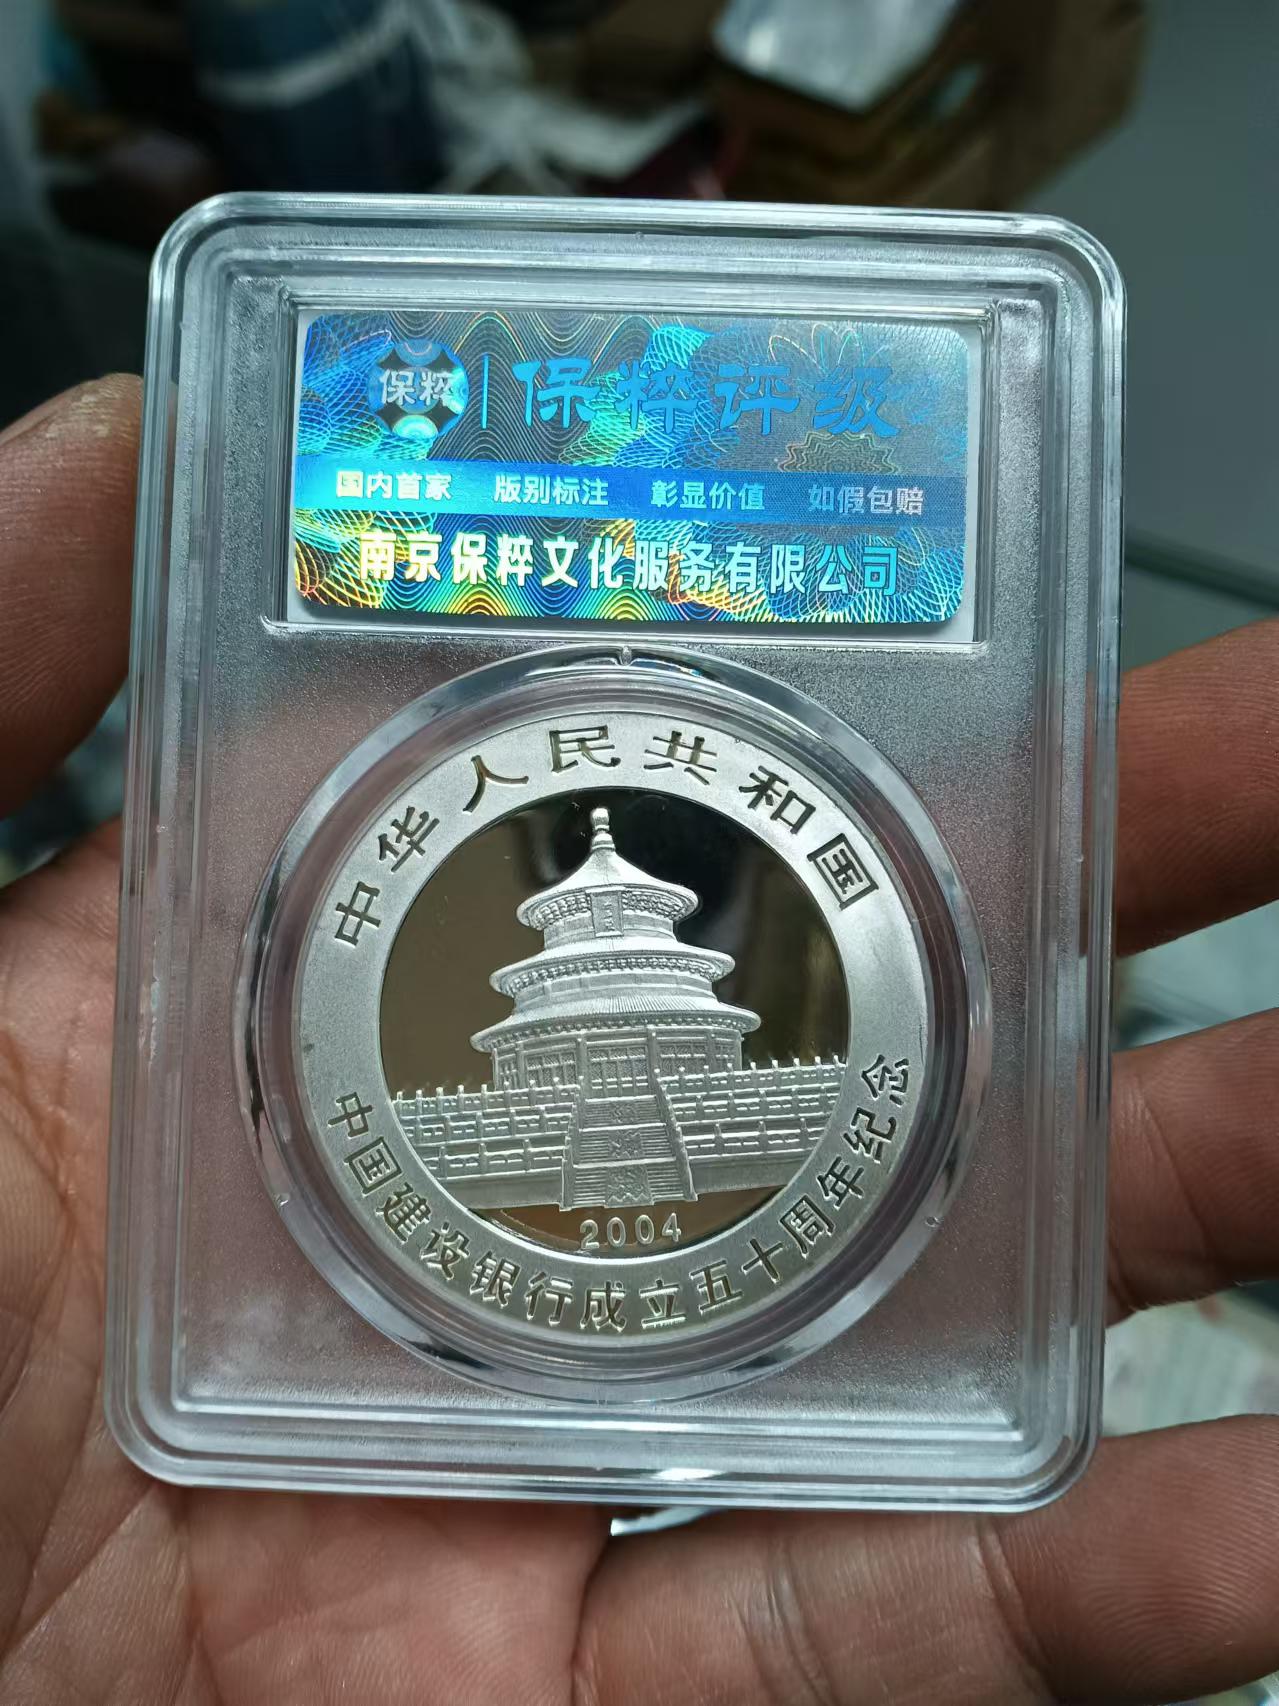 保粹 保粹评级
国内首家 版别标注 彰显价值 如假包赔
南京保粹文化服务有限公司
中华人民共和国
2004
中国建设银行成立五十周年纪念